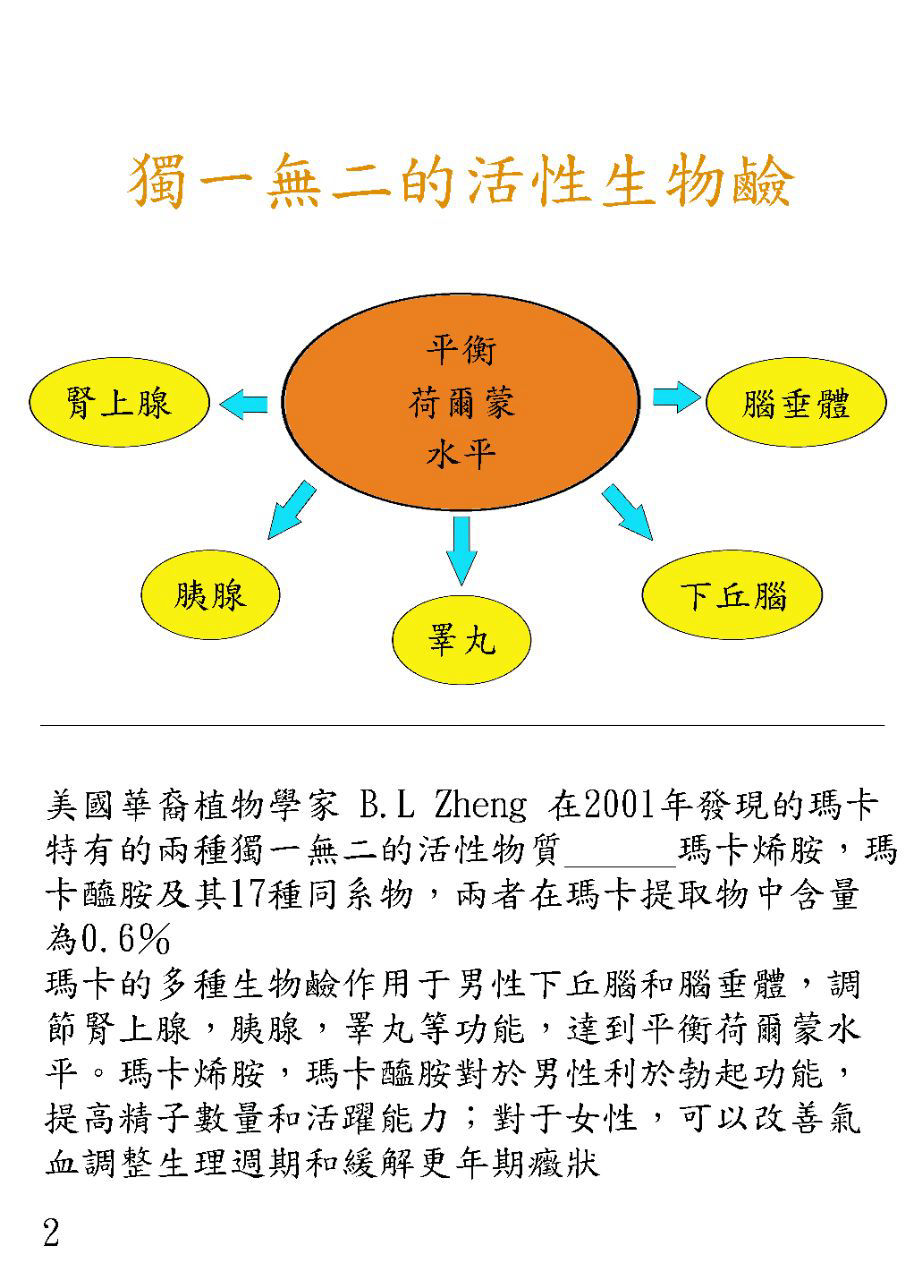 獨一無二的活性生物鹼
平衡
荷爾蒙
水平
腎上腺
腦垂體
胰腺
下丘腦
睪丸
美國華裔植物學家 B.L Zheng 在2001年發現的瑪卡
特有的兩種獨一無二的活性物質______瑪卡烯胺，瑪
卡醯胺及其17種同系物，兩者在瑪卡提取物中含量
為0.6%
瑪卡的多種生物鹼作用于男性下丘腦和腦垂體，調
節腎上腺，胰腺，睪丸等功能，達到平衡荷爾蒙水
平。瑪卡烯胺，瑪卡醯胺對於男性利於勃起功能，
提高精子數量和活躍能力；對于女性，可以改善氣
血調整生理週期和緩解更年期癥狀
2